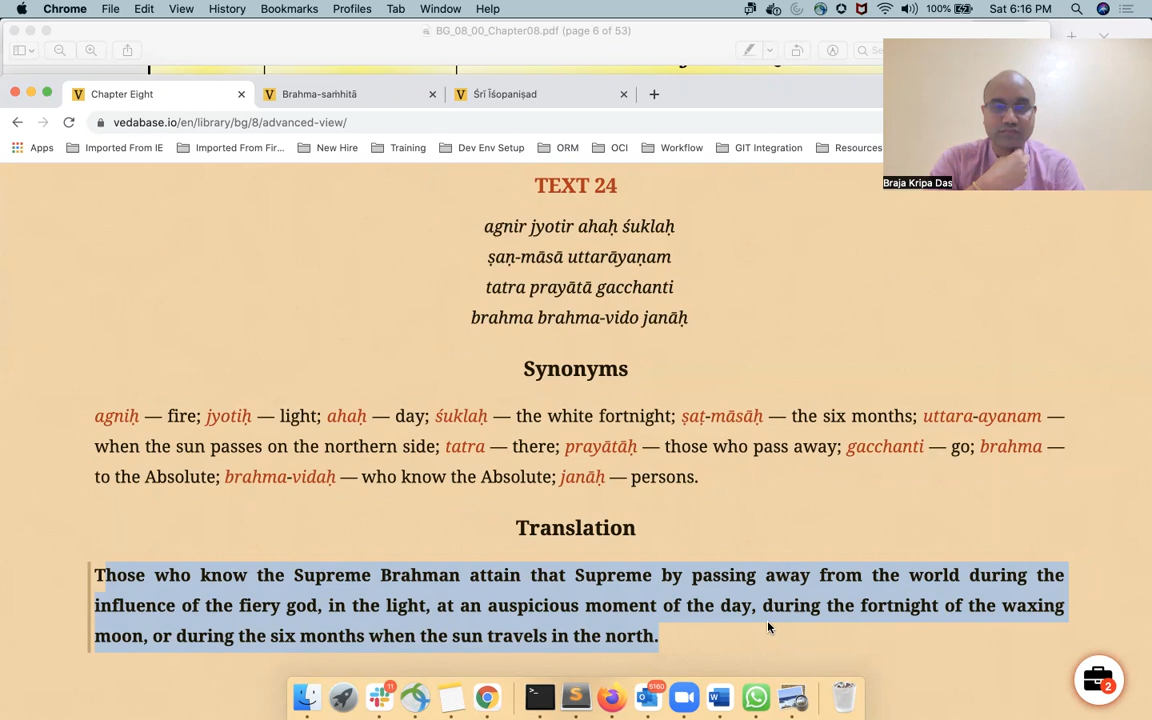 Chrome File Edit View History Bookmarks Profiles Tab Window Help 100% Sat 6:16 PM
BG_08_00_Chapter08.pdf (page 6 of 53)
Chapter Eight
Brahma-saṁhitā
Śrī Īśopaniṣad
vedabase.io/en/library/bg/8/advanced-view/
Apps Imported From IE Imported From Fir... New Hire Training Dev Env Setup ORM OCI Workflow GIT Integration Resources
Braja Kripa Das
TEXT 24
agnir jyotir ahaḥ śuklaḥ
ṣaṇ-māsā uttarāyaṇam
tatra prayātā gacchanti
brahma brahma-vido janāḥ
Synonyms
agniḥ — fire; jyotiḥ — light; ahaḥ — day; śuklaḥ — the white fortnight; ṣaṭ-māsāḥ — the six months; uttara-ayanam —
when the sun passes on the northern side; tatra — there; prayātāḥ — those who pass away; gacchanti — go; brahma —
to the Absolute; brahma-vidaḥ — who know the Absolute; janāḥ — persons.
Translation
Those who know the Supreme Brahman attain that Supreme by passing away from the world during the
influence of the fiery god, in the light, at an auspicious moment of the day, during the fortnight of the waxing
moon, or during the six months when the sun travels in the north.
2
11
5160